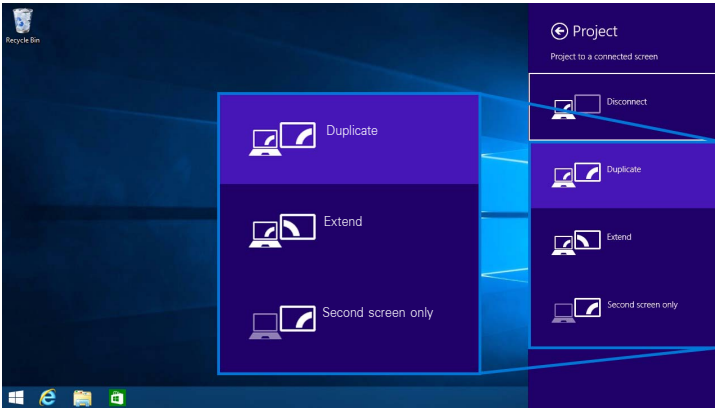 Recycle Bin
Project
Project to a connected screen
Disconnect
Duplicate
Extend
Second screen only
Duplicate
Extend
Second screen only